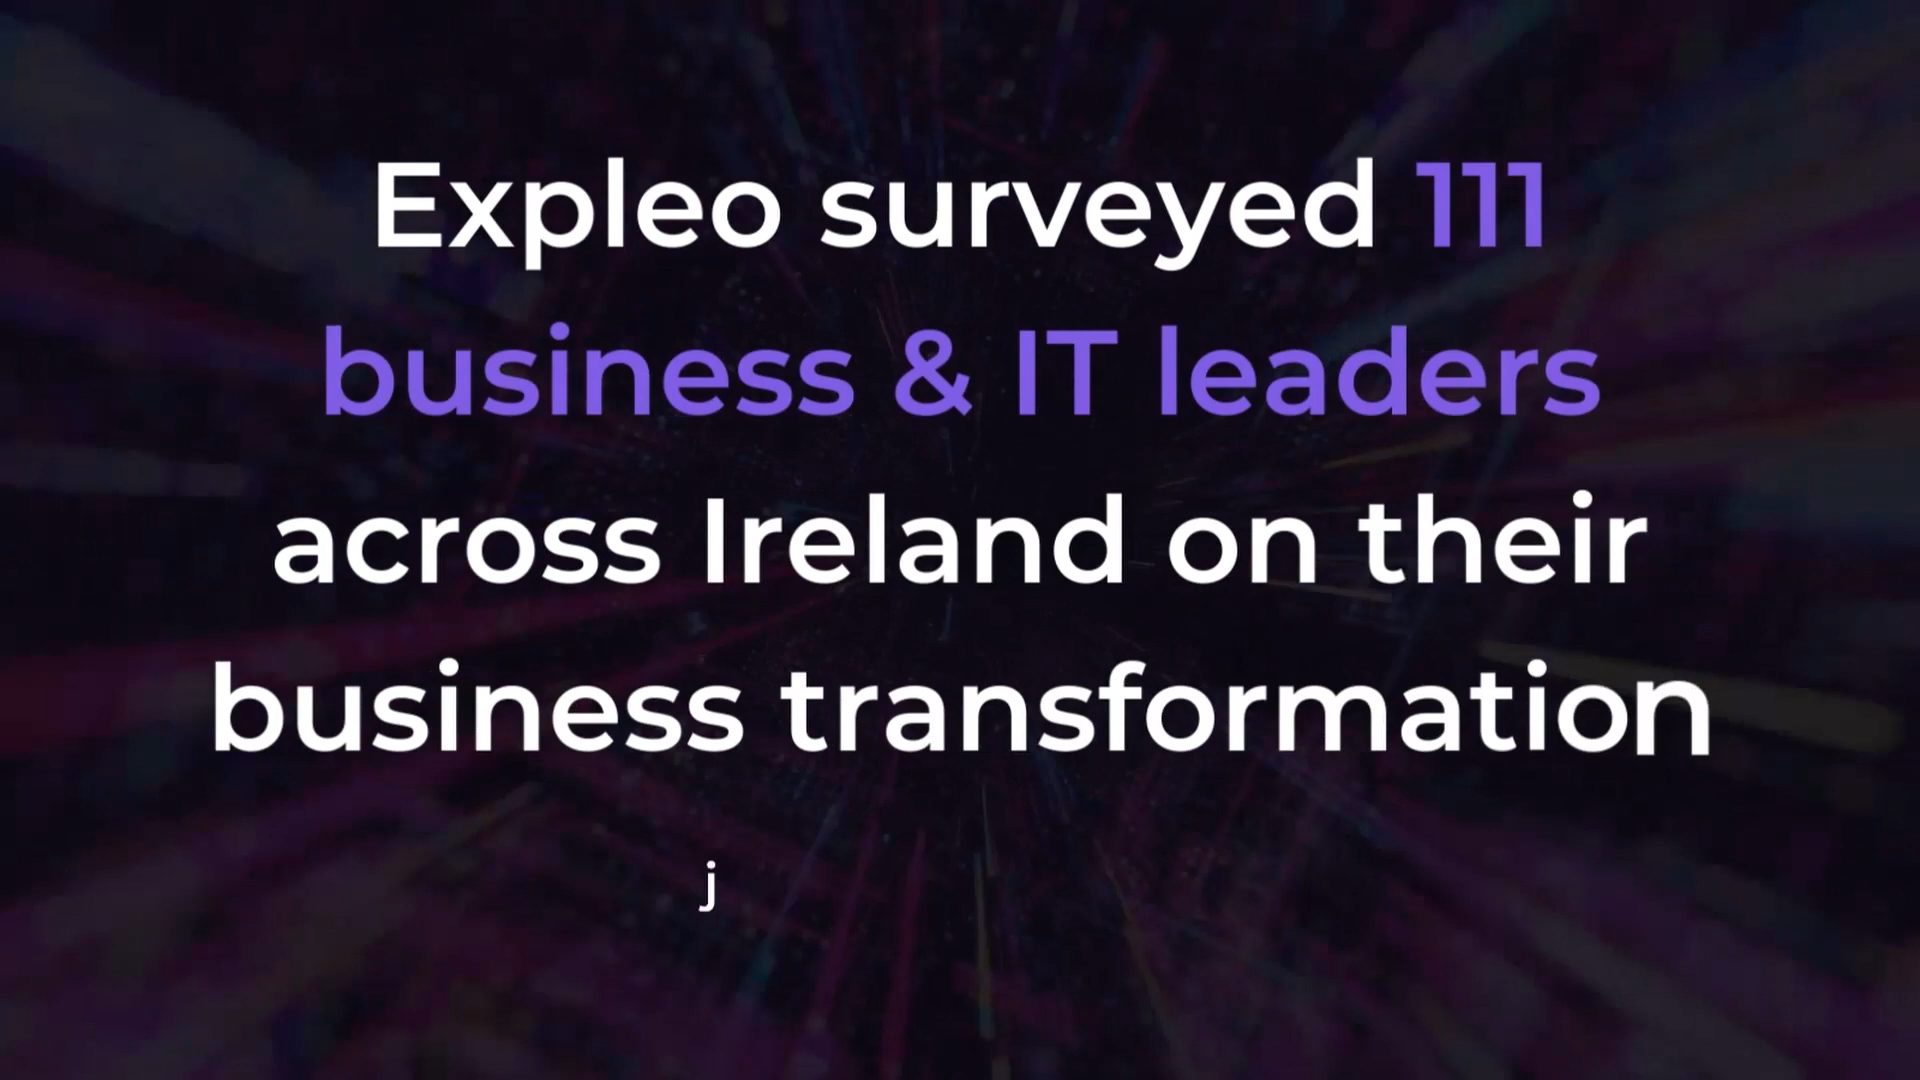 Expleo surveyed 111
business & IT leaders
across Ireland on their
business transformation
j